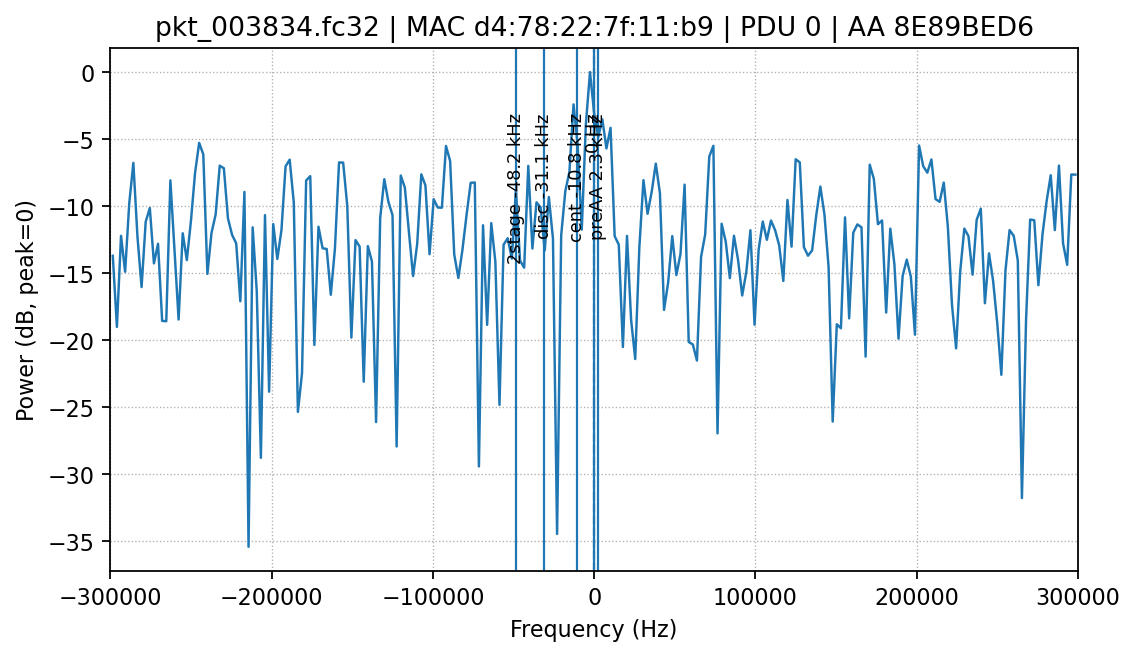 pkt_003834.fc32 | MAC d4:78:22:7f:11:b9 | PDU 0 | AA 8E89BED6
Power (dB, peak=0)
0
−5
−10
−15
−20
−25
−30
−35
2stage -48.2 kHz
disc -31.1 kHz
cent -10.8 kHz
preAA 2.3 kHz
−300000
−200000
−100000
0
100000
200000
300000
Frequency (Hz)